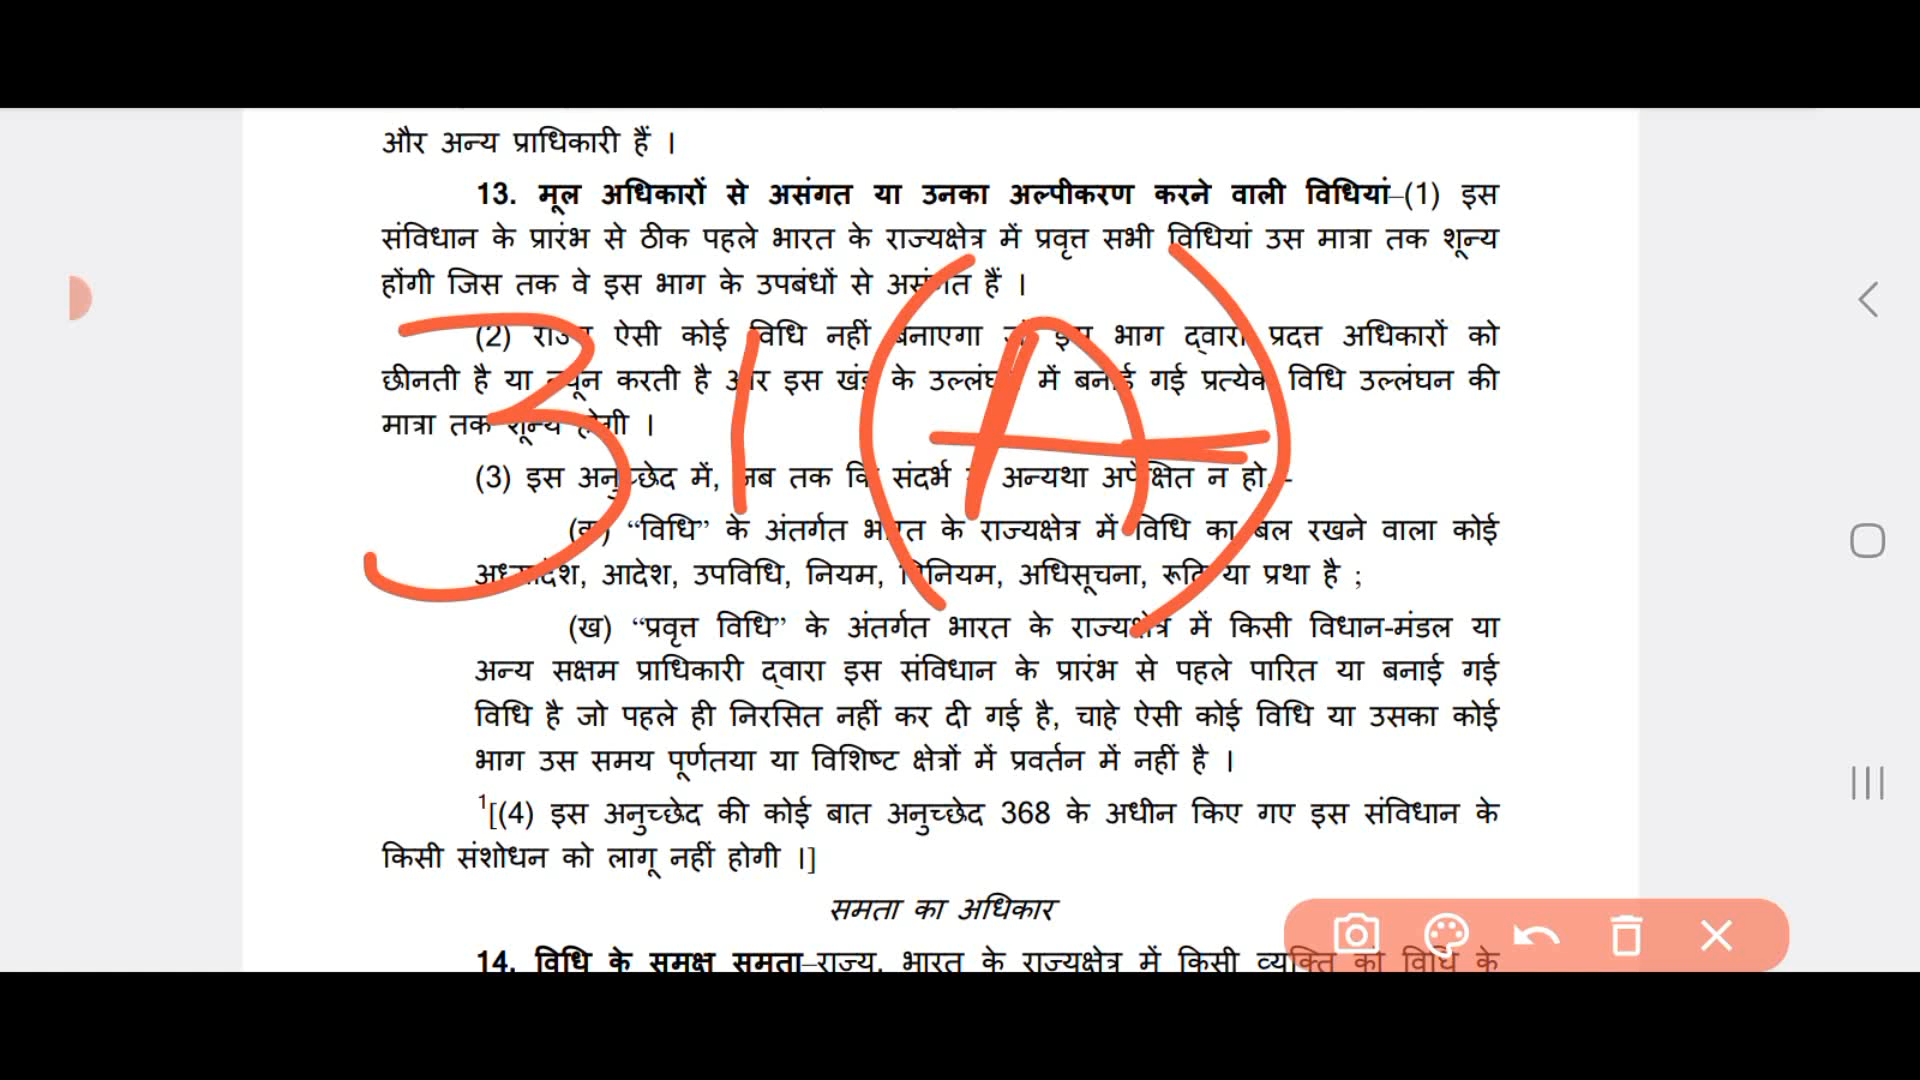 और अन्य प्राधिकारी हैं ।
13. मूल अधिकारों से असंगत या उनका अल्पीकरण करने वाली विधियां–(1) इस
संविधान के प्रारंभ से ठीक पहले भारत के राज्यक्षेत्र में प्रवृत्त सभी विधियां उस मात्रा तक शून्य
होंगी जिस तक वे इस भाग के उपबंधों से असंगत हैं ।
(2) राज्य ऐसी कोई विधि नहीं बनाएगा जो इस भाग द्वारा प्रदत्त अधिकारों को
छीनती है या न्यून करती है और इस खंड के उल्लंघन में बनाई गई प्रत्येक विधि उल्लंघन की
मात्रा तक शून्य होगी ।
31(A)
(3) इस अनुच्छेद में, जब तक कि संदर्भ से अन्यथा अपेक्षित न हो,–
(क) “विधि” के अंतर्गत भारत के राज्यक्षेत्र में विधि का बल रखने वाला कोई
अध्यादेश, आदेश, उपविधि, नियम, विनियम, अधिसूचना, रूढ़ि या प्रथा है ;
(ख) “प्रवृत्त विधि” के अंतर्गत भारत के राज्यक्षेत्र में किसी विधान-मंडल या
अन्य सक्षम प्राधिकारी द्वारा इस संविधान के प्रारंभ से पहले पारित या बनाई गई
विधि है जो पहले ही निरसित नहीं कर दी गई है, चाहे ऐसी कोई विधि या उसका कोई
भाग उस समय पूर्णतया या विशिष्ट क्षेत्रों में प्रवर्तन में नहीं है ।
1[(4) इस अनुच्छेद की कोई बात अनुच्छेद 368 के अधीन किए गए इस संविधान के
किसी संशोधन को लागू नहीं होगी ।]
समता का अधिकार
14. विधि के समक्ष समता–राज्य, भारत के राज्यक्षेत्र में किसी व्यक्ति को विधि के